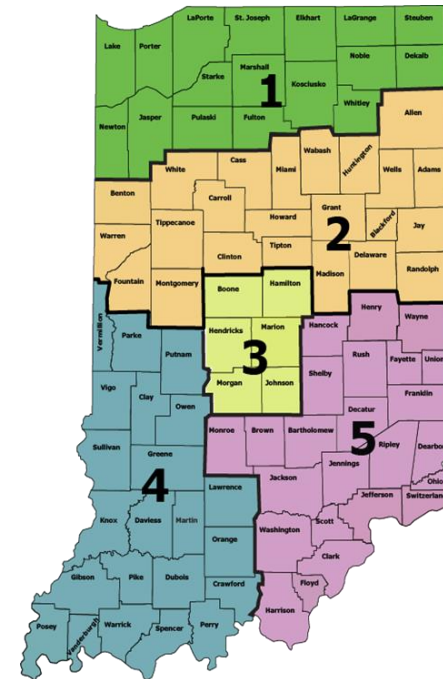 LaPorte
St. Joseph
Elkhart
LaGrange
Steuben
Lake
Porter
Noble
Dekalb
Marshall
Starke
Kosciusko
1
Whitley
Newton
Jasper
Pulaski
Fulton
Allen
Wabash
Huntington
Cass
White
Miami
Wells
Adams
Benton
Carroll
Grant
Tippecanoe
Howard
Blackford
Jay
Warren
2
Tipton
Clinton
Delaware
Randolph
Madison
Fountain
Montgomery
Boone
Hamilton
Henry
Wayne
Vermillion
Hendricks
Marion
Hancock
Parke
Putnam
Rush
Fayette
Union
3
Shelby
Vigo
Morgan
Johnson
Clay
Franklin
Owen
Decatur
Monroe
Brown
Bartholomew
5
Ripley
Dearbo
Sullivan
Greene
Jennings
4
Lawrence
Jackson
Ohio
Jefferson
Switzerlan
Knox
Daviess
Martin
Washington
Scott
Orange
Clark
Gibson
Pike
Dubois
Crawford
Floyd
Harrison
Posey
Vanderburgh
Warrick
Spencer
Perry